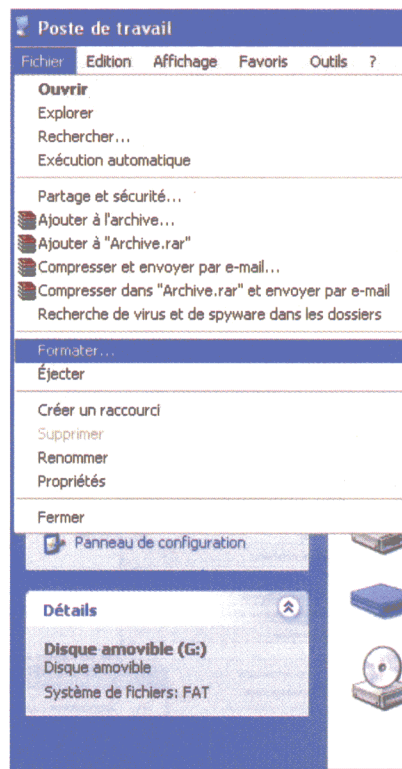 Poste de travail
Fichier Edition Affichage Favoris Outils ?
Ouvrir
Explorer
Rechercher...
Exécution automatique
Partage et sécurité...
Ajouter à l'archive...
Ajouter à "Archive.rar"
Compresser et envoyer par e-mail...
Compresser dans "Archive.rar" et envoyer par e-mail
Recherche de virus et de spyware dans les dossiers
Formater...
Éjecter
Créer un raccourci
Supprimer
Renommer
Propriétés
Fermer
Panneau de configuration
Détails
Disque amovible (G:)
Disque amovible
Système de fichiers: FAT